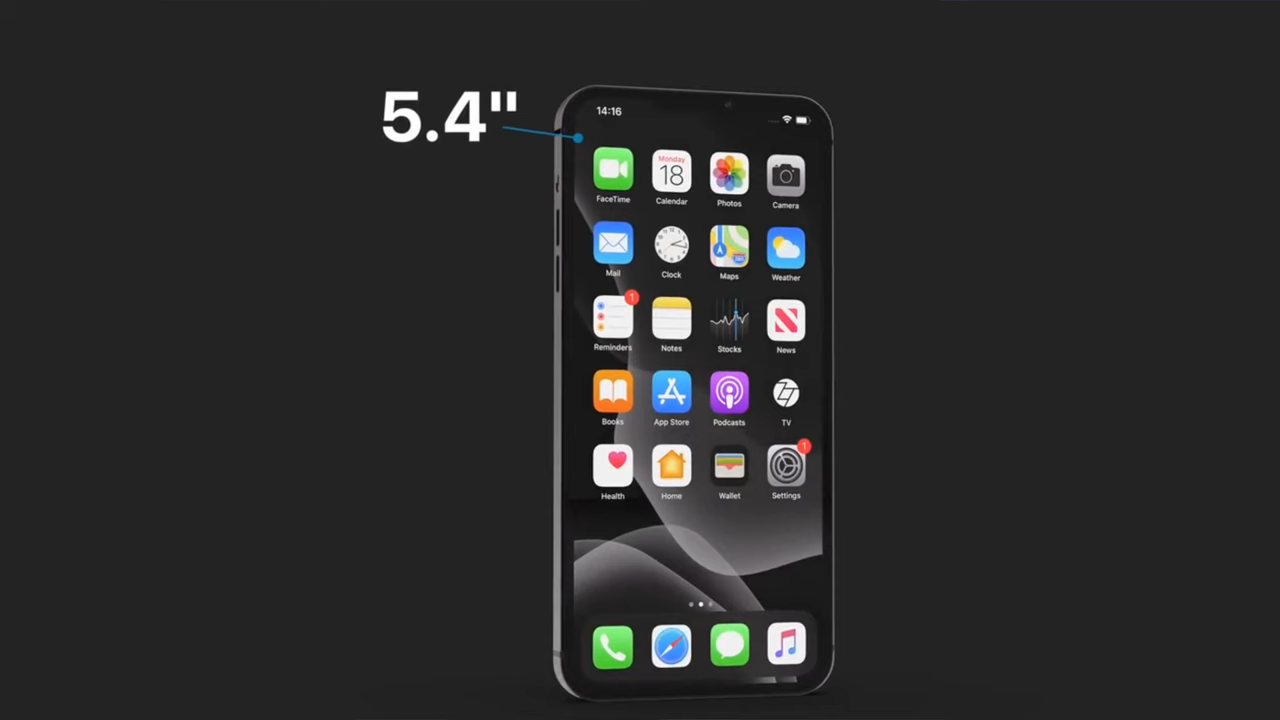 5.4"
14:16
Monday
18
FaceTime
Calendar
Photos
Camera
Mail
Clock
Maps
Weather
1
Reminders
Notes
Stocks
News
Books
App Store
Podcasts
TV
1
Health
Home
Wallet
Settings